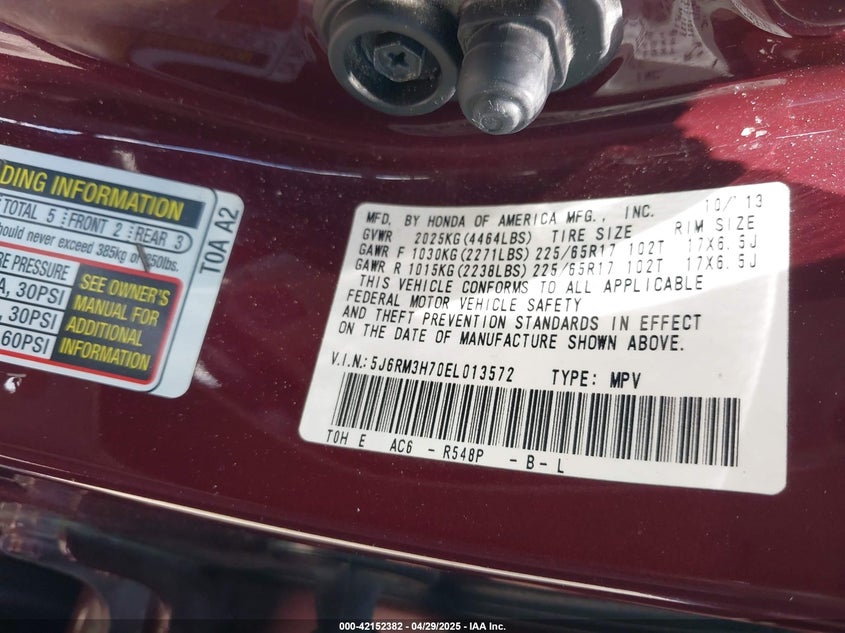 DING INFORMATION
TOTAL 5 FRONT 2 REAR 3
should never exceed 385kg or 850lbs.
RE PRESSURE
A, 30PSI
, 30PSI
60PSI
SEE OWNER'S
MANUAL FOR
ADDITIONAL
INFORMATION
T0A A2
MFD. BY HONDA OF AMERICA MFG., INC. 10/'13
GVWR 2025KG(4464LBS) TIRE SIZE RIM SIZE
GAWR F 1030KG(2271LBS) 225/65R17 102T 17X6.5J
GAWR R 1015KG(2238LBS) 225/65R17 102T 17X6.5J
THIS VEHICLE CONFORMS TO ALL APPLICABLE
FEDERAL MOTOR VEHICLE SAFETY
AND THEFT PREVENTION STANDARDS IN EFFECT
ON THE DATE OF MANUFACTURE SHOWN ABOVE.
V.I.N.:5J6RM3H70EL013572 TYPE: MPV
T0H E AC6 - R548P - B - L
000-42152382 - 04/29/2025 - IAA Inc.